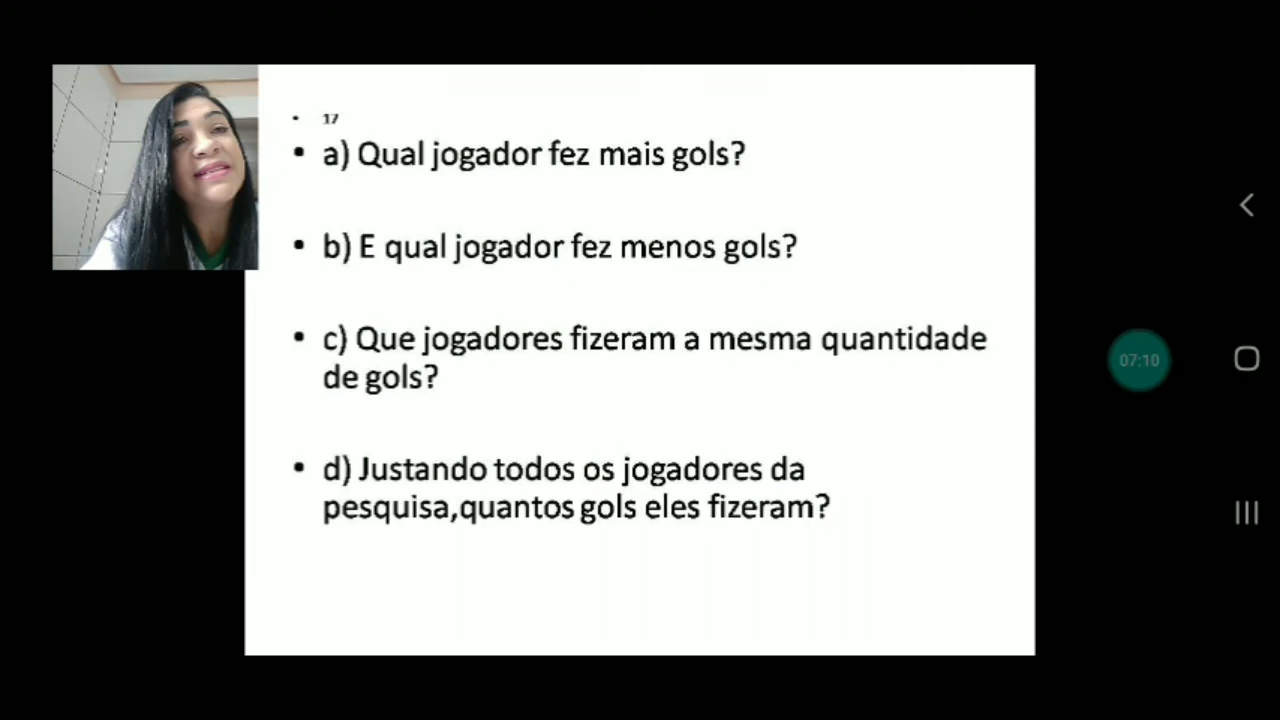 • 17
• a) Qual jogador fez mais gols?
• b) E qual jogador fez menos gols?
• c) Que jogadores fizeram a mesma quantidade
de gols?
• d) Justando todos os jogadores da
pesquisa,quantos gols eles fizeram?
07:10